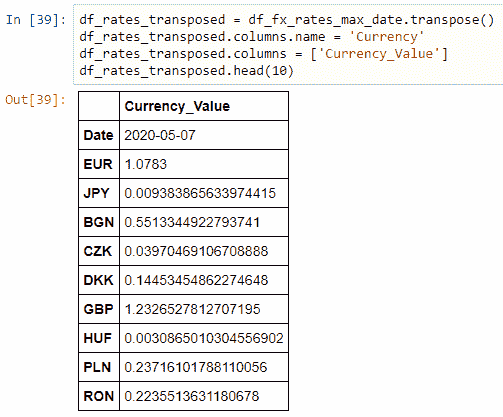 In [39]: df_rates_transposed = df_fx_rates_max_date.transpose()
df_rates_transposed.columns.name = 'Currency'
df_rates_transposed.columns = ['Currency_Value']
df_rates_transposed.head(10)
Out[39]:
Currency_Value
Date 2020-05-07
EUR 1.0783
JPY 0.009383865633974415
BGN 0.5513344922793741
CZK 0.03970469106708888
DKK 0.14453454862274648
GBP 1.2326527812707195
HUF 0.0030865010304556902
PLN 0.23716101788110056
RON 0.2235513631180678